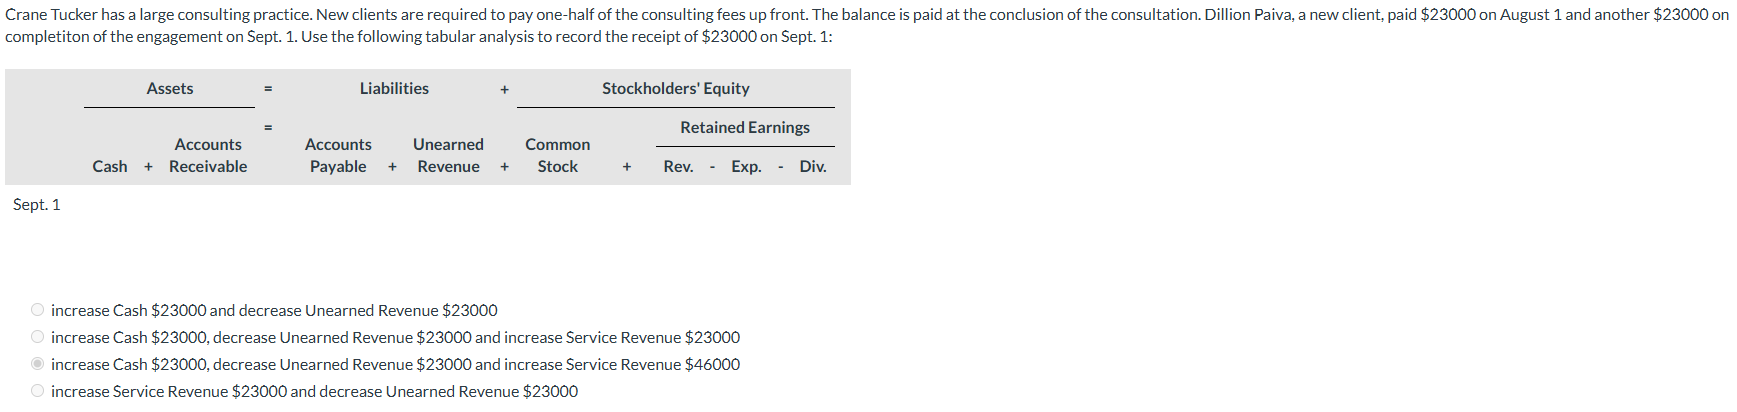 Crane Tucker has a large consulting practice. New clients are required to pay one-half of the consulting fees up front. The balance is paid at the conclusion of the consultation. Dillion Paiva, a new client, paid $23000 on August 1 and another $23000 on
completiton of the engagement on Sept. 1. Use the following tabular analysis to record the receipt of $23000 on Sept. 1:
Assets = Liabilities + Stockholders' Equity
= Retained Earnings
Accounts Accounts Unearned Common
Cash + Receivable Payable + Revenue + Stock + Rev. - Exp. - Div.
Sept. 1
increase Cash $23000 and decrease Unearned Revenue $23000
increase Cash $23000, decrease Unearned Revenue $23000 and increase Service Revenue $23000
increase Cash $23000, decrease Unearned Revenue $23000 and increase Service Revenue $46000
increase Service Revenue $23000 and decrease Unearned Revenue $23000